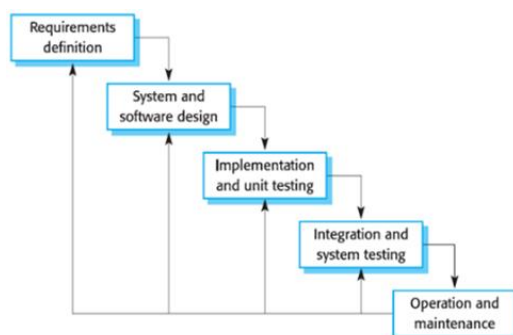 Requirements
definition
System and
software design
Implementation
and unit testing
Integration and
system testing
Operation and
maintenance